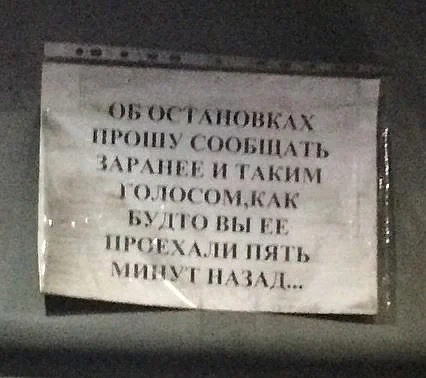 ОБ ОСТАНОВКАХ
ПРОШУ СООБЩАТЬ
ЗАРАНЕЕ И ТАКИМ
ГОЛОСОМ,КАК
БУДТО ВЫ ЕЕ
ПРОЕХАЛИ ПЯТЬ
МИНУТ НАЗАД...